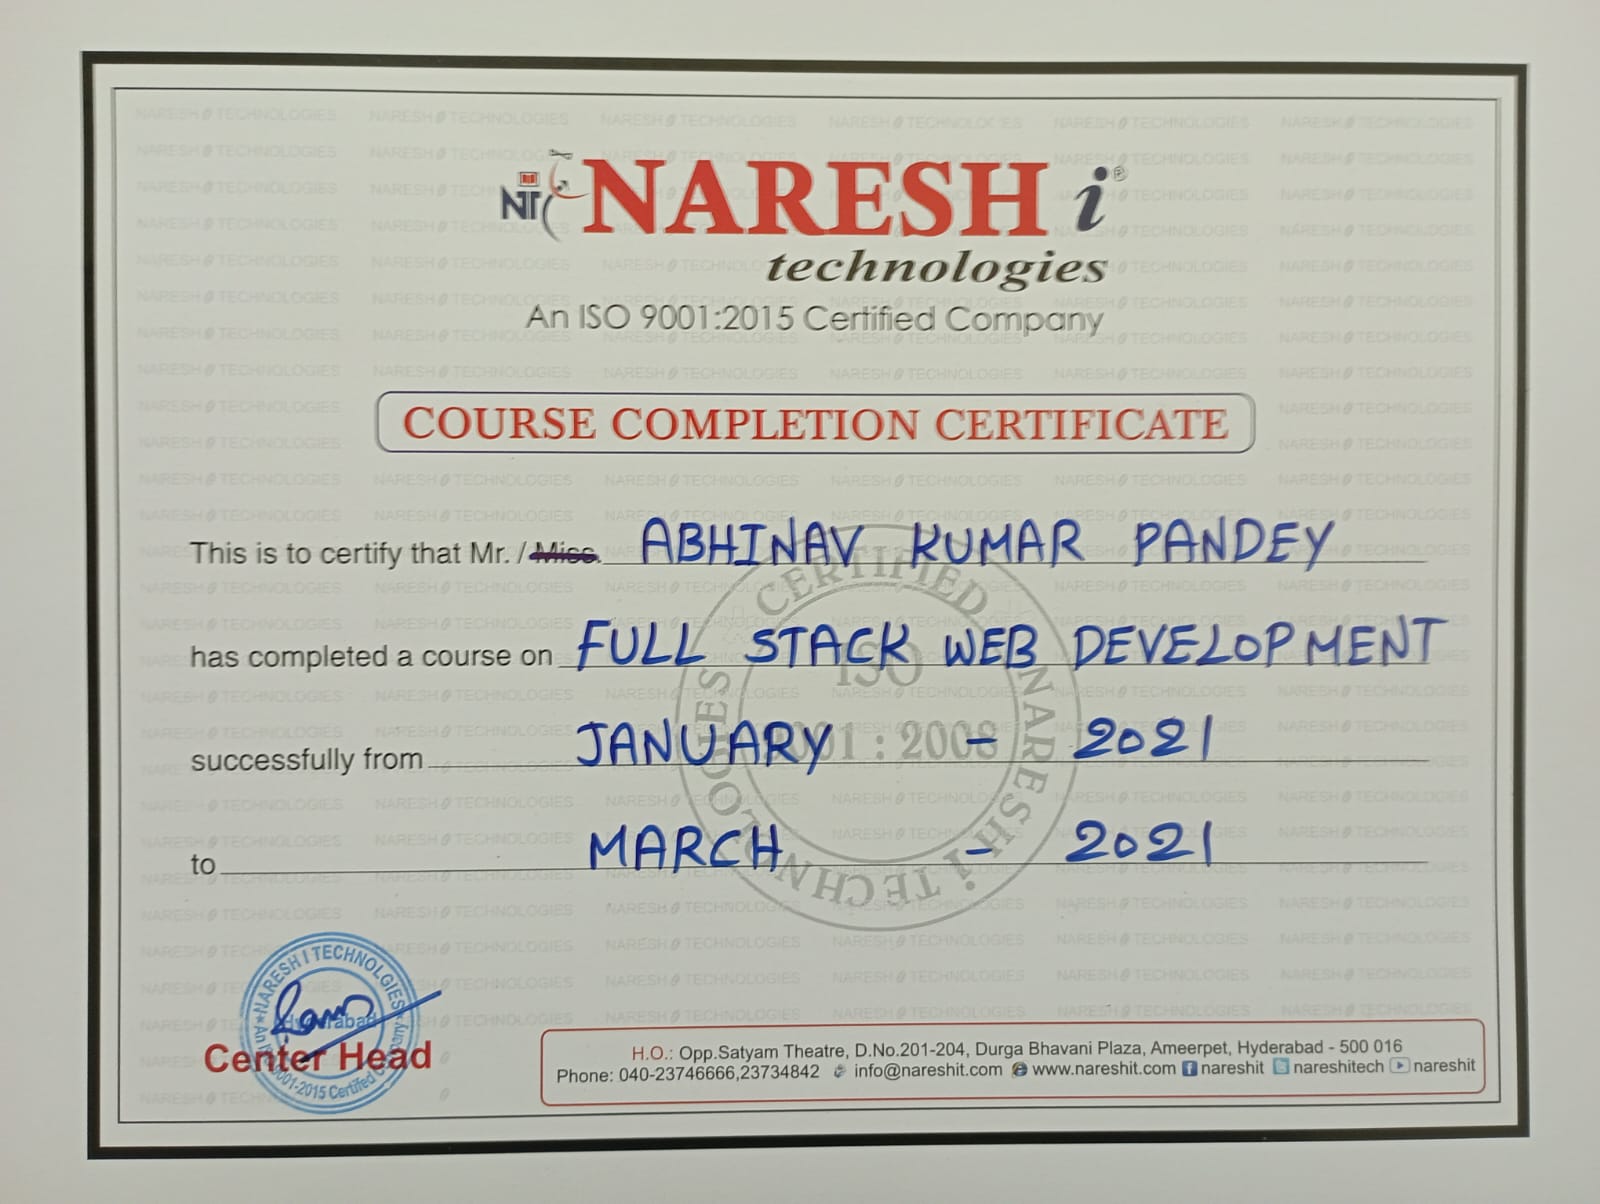 NIT NARESH i ®
technologies
An ISO 9001:2015 Certified Company
COURSE COMPLETION CERTIFICATE
This is to certify that Mr. / Miss. ABHINAV KUMAR PANDEY
has completed a course on FULL STACK WEB DEVELOPMENT
successfully from JANUARY - 2021
to MARCH - 2021
CERTIFIED
ISO
9001 : 2008
NARESH i TECHNOLOGIES
NARESH I TECHNOLGIES
Hyderabad
An ISO 9001-2015 Certified Company
Center Head
H.O.: Opp.Satyam Theatre, D.No.201-204, Durga Bhavani Plaza, Ameerpet, Hyderabad - 500 016
Phone: 040-23746666,23734842 info@nareshit.com www.nareshit.com nareshit nareshitech nareshit